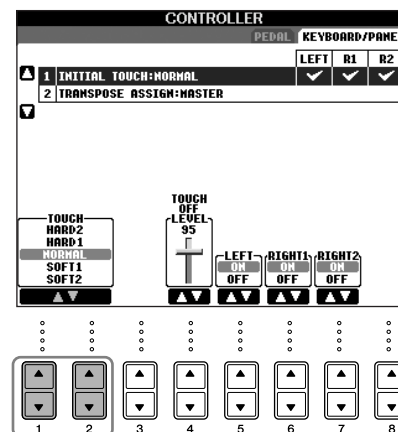 CONTROLLER
PEDAL KEYBOARD/PANE
LEFT R1 R2
1 INITIAL TOUCH:NORMAL
2 TRANSPOSE ASSIGN:MASTER
TOUCH
HARD2
HARD1
NORMAL
SOFT1
SOFT2
TOUCH
OFF
LEVEL
95
LEFT
ON
OFF
RIGHT1
ON
OFF
RIGHT2
ON
OFF
1 2 3 4 5 6 7 8